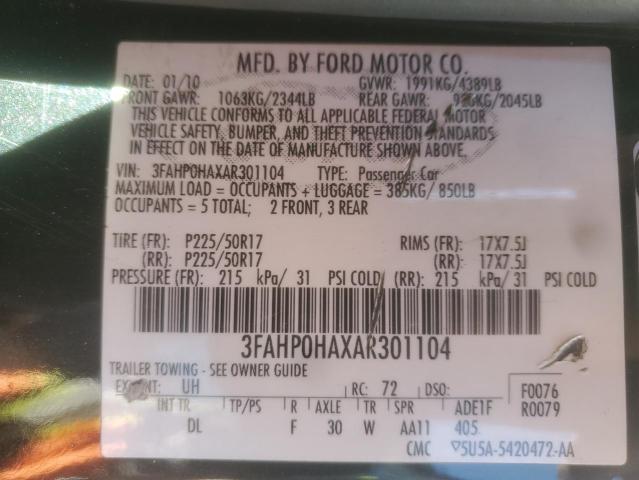 MFD. BY FORD MOTOR CO.
DATE: 01/10 GVWR: 1991KG/4389LB
FRONT GAWR: 1063KG/2344LB REAR GAWR: /2045LB
THIS VEHICLE CONFORMS TO ALL APPLICABLE FEDERAL MOTOR
VEHICLE SAFETY, BUMPER, AND THEFT PREVENTION STANDARDS
IN EFFECT ON THE DATE OF MANUFACTURE SHOWN ABOVE.
VIN: 3FAHP0HAXAR301104 TYPE: Passenger Car
MAXIMUM LOAD = OCCUPANTS + LUGGAGE = 385KG/ 850LB
OCCUPANTS = 5 TOTAL; 2 FRONT, 3 REAR
TIRE (FR): P225/50R17 RIMS (FR): 17X7.5J
(RR): P225/50R17 (RR): 17X7.5J
PRESSURE (FR): 215 kPa/ 31 PSI COLD (RR): 215 kPa/ 31 PSI COLD
3FAHP0HAXAR301104
TRAILER TOWING - SEE OWNER GUIDE
EXT PNT: UH RC: 72 DSO: F0076
INT TR TP/PS R AXLE TR SPR ADE1F R0079
DL F 30 W AA11 405
CMC ▽5U5A-5420472-AA